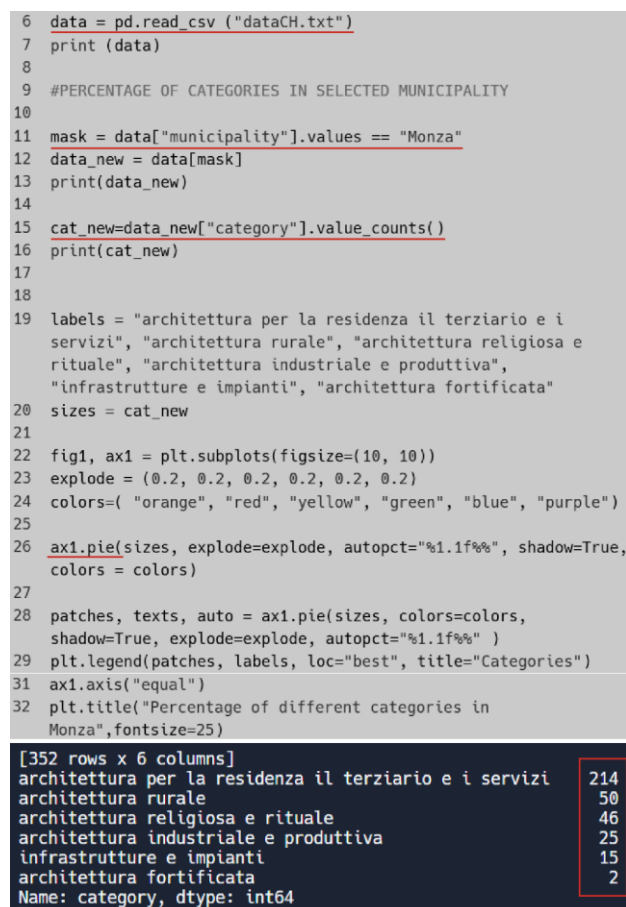 6 data = pd.read_csv ("dataCH.txt")
7 print (data)
8
9 #PERCENTAGE OF CATEGORIES IN SELECTED MUNICIPALITY
10
11 mask = data["municipality"].values == "Monza"
12 data_new = data[mask]
13 print(data_new)
14
15 cat_new=data_new["category"].value_counts()
16 print(cat_new)
17
18
19 labels = "architettura per la residenza il terziario e i
servizi", "architettura rurale", "architettura religiosa e
rituale", "architettura industriale e produttiva",
"infrastrutture e impianti", "architettura fortificata"
20 sizes = cat_new
21
22 fig1, ax1 = plt.subplots(figsize=(10, 10))
23 explode = (0.2, 0.2, 0.2, 0.2, 0.2, 0.2)
24 colors=( "orange", "red", "yellow", "green", "blue", "purple")
25
26 ax1.pie(sizes, explode=explode, autopct="%1.1f%%", shadow=True,
colors = colors)
27
28 patches, texts, auto = ax1.pie(sizes, colors=colors,
shadow=True, explode=explode, autopct="%1.1f%%" )
29 plt.legend(patches, labels, loc="best", title="Categories")
31 ax1.axis("equal")
32 plt.title("Percentage of different categories in
Monza",fontsize=25)
[352 rows x 6 columns]
architettura per la residenza il terziario e i servizi 214
architettura rurale 50
architettura religiosa e rituale 46
architettura industriale e produttiva 25
infrastrutture e impianti 15
architettura fortificata 2
Name: category, dtype: int64